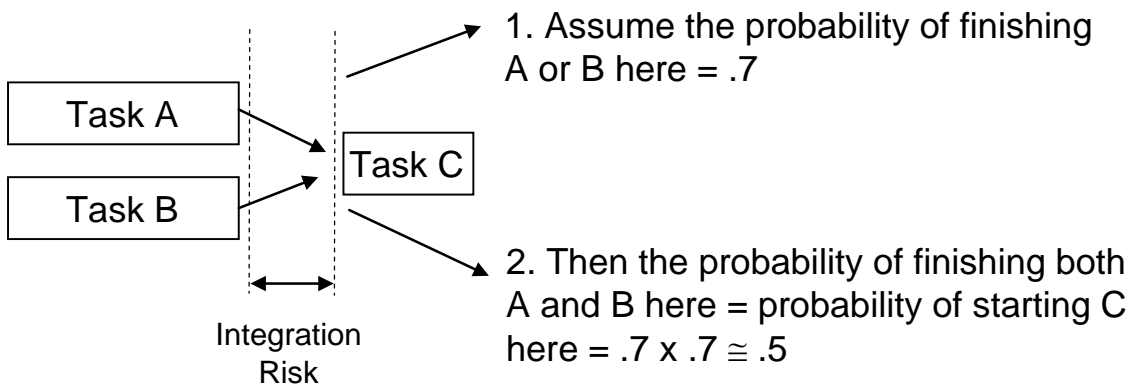 1. Assume the probability of finishing
A or B here = .7
Task A
Task C
Task B
2. Then the probability of finishing both
A and B here = probability of starting C
here = .7 x .7 ≅ .5
Integration
Risk